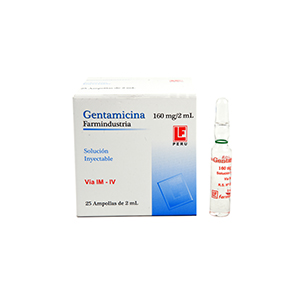 Gentamicina 160 mg/2 mL
Farmindustria
LF
PERU
Solución
Inyectable
Vía IM - IV
25 Ampollas de 2 mL
Gentam
160 mg